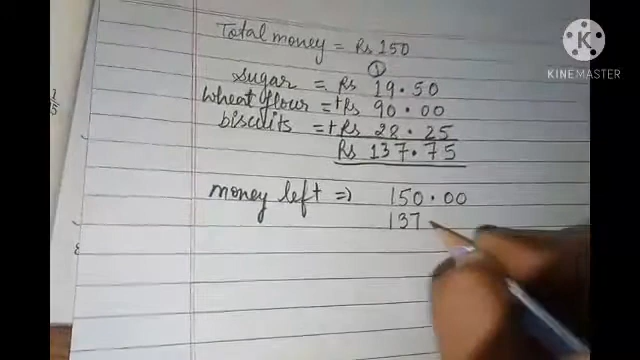 Total money = Rs 150
1
sugar = Rs 19.50
wheat flour = + Rs 90.00
biscuits = + Rs 28.25
Rs 137.75
money left => 150.00
137.
K
KINEMASTER